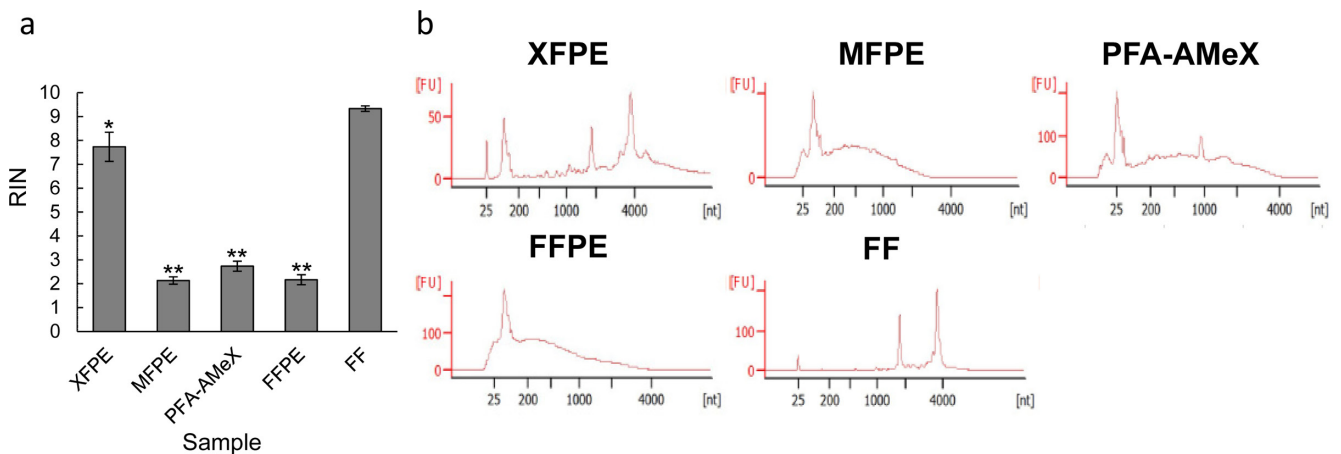 a
RIN
10
9
8
7
6
5
4
3
2
1
0
*
**
**
**
XFPE
MFPE
PFA-AMeX
FFPE
FF
Sample
b
XFPE
[FU]
50
0
25 200 1000 4000 [nt]
MFPE
[FU]
0
25 200 1000 4000 [nt]
PFA-AMeX
[FU]
100
0
25 200 1000 4000 [nt]
FFPE
[FU]
100
0
25 200 1000 4000 [nt]
FF
[FU]
100
0
25 200 1000 4000 [nt]